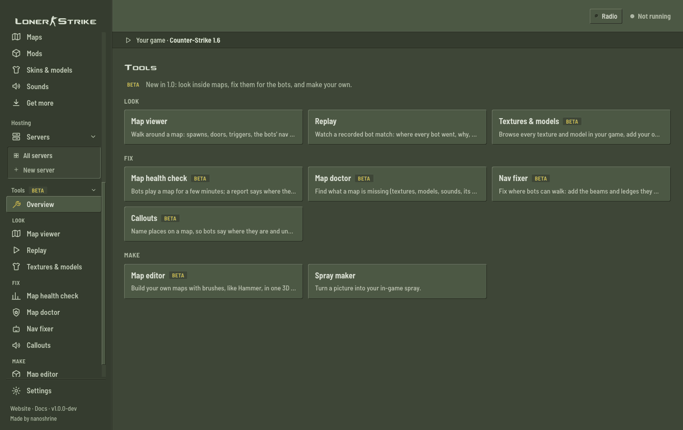 LONERSTRIKE
Maps
Mods
Skins & models
Sounds
Get more
Hosting
Servers
All servers
+ New server
Tools BETA
Overview
LOOK
Map viewer
Replay
Textures & models
FIX
Map health check
Map doctor
Nav fixer
Callouts
MAKE
Map editor
Settings
Website · Docs · v1.0.0-dev
Made by nanoshrine
Radio
Not running
Your game · Counter-Strike 1.6
TOOLS
BETA New in 1.0: look inside maps, fix them for the bots, and make your own.
LOOK
Map viewer
Walk around a map: spawns, doors, triggers, the bots' nav ...
Replay
Watch a recorded bot match: where every bot went, why, ...
Textures & models BETA
Browse every texture and model in your game, add your o...
FIX
Map health check BETA
Bots play a map for a few minutes; a report says where the...
Map doctor BETA
Find what a map is missing (textures, models, sounds, its ...
Nav fixer BETA
Fix where bots can walk: add the beams and ledges they ...
Callouts BETA
Name places on a map, so bots say where they are and un...
MAKE
Map editor BETA
Build your own maps with brushes, like Hammer, in one 3D ...
Spray maker
Turn a picture into your in-game spray.